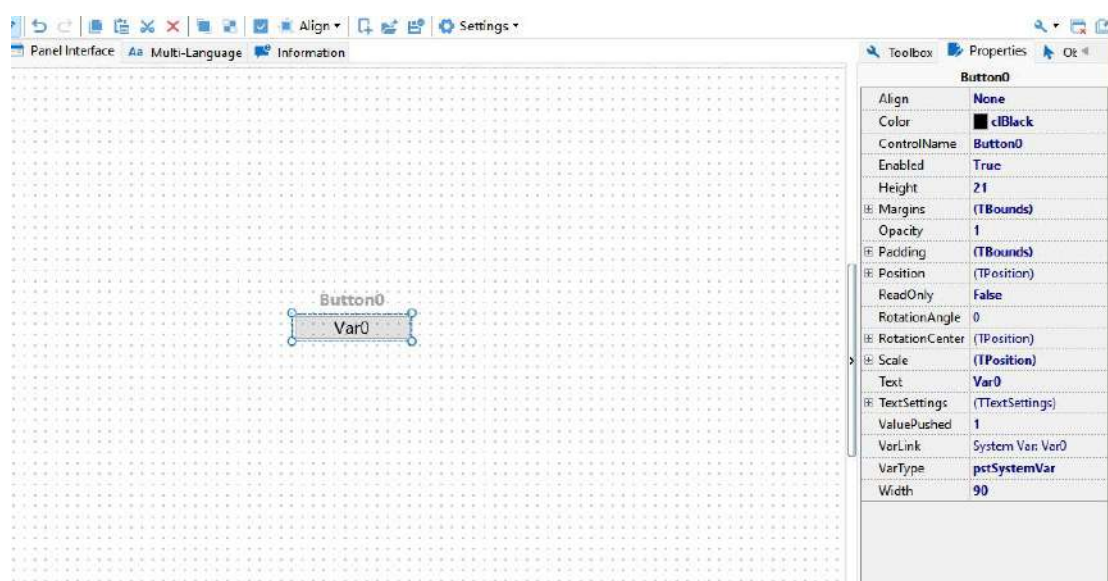 Align Settings
Panel Interface Aa Multi-Language Information
Toolbox Properties
Button0
Align None
Color clBlack
ControlName Button0
Enabled True
Height 21
Margins (TBounds)
Opacity 1
Padding (TBounds)
Position (TPosition)
ReadOnly False
RotationAngle 0
RotationCenter (TPosition)
Scale (TPosition)
Text Var0
TextSettings (TTextSettings)
ValuePushed 1
VarLink System Var: Var0
VarType pstSystemVar
Width 90
Button0
Var0